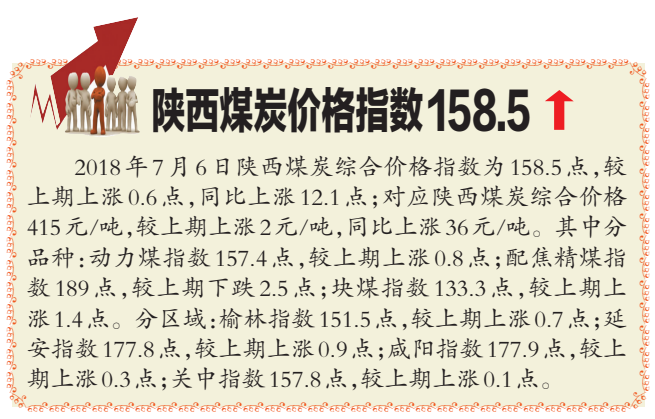 陕西煤炭价格指数158.5
2018年7月6日陕西煤炭综合价格指数为158.5点,较
上期上涨0.6点,同比上涨12.1点;对应陕西煤炭综合价格
415元/吨,较上期上涨2元/吨,同比上涨36元/吨。其中分
品种:动力煤指数157.4点,较上期上涨0.8点;配焦精煤指
数189点,较上期下跌2.5点;块煤指数133.3点,较上期上
涨1.4点。分区域:榆林指数151.5点,较上期上涨0.7点;延
安指数177.8点,较上期上涨0.9点;咸阳指数177.9点,较上
期上涨0.3点;关中指数157.8点,较上期上涨0.1点。